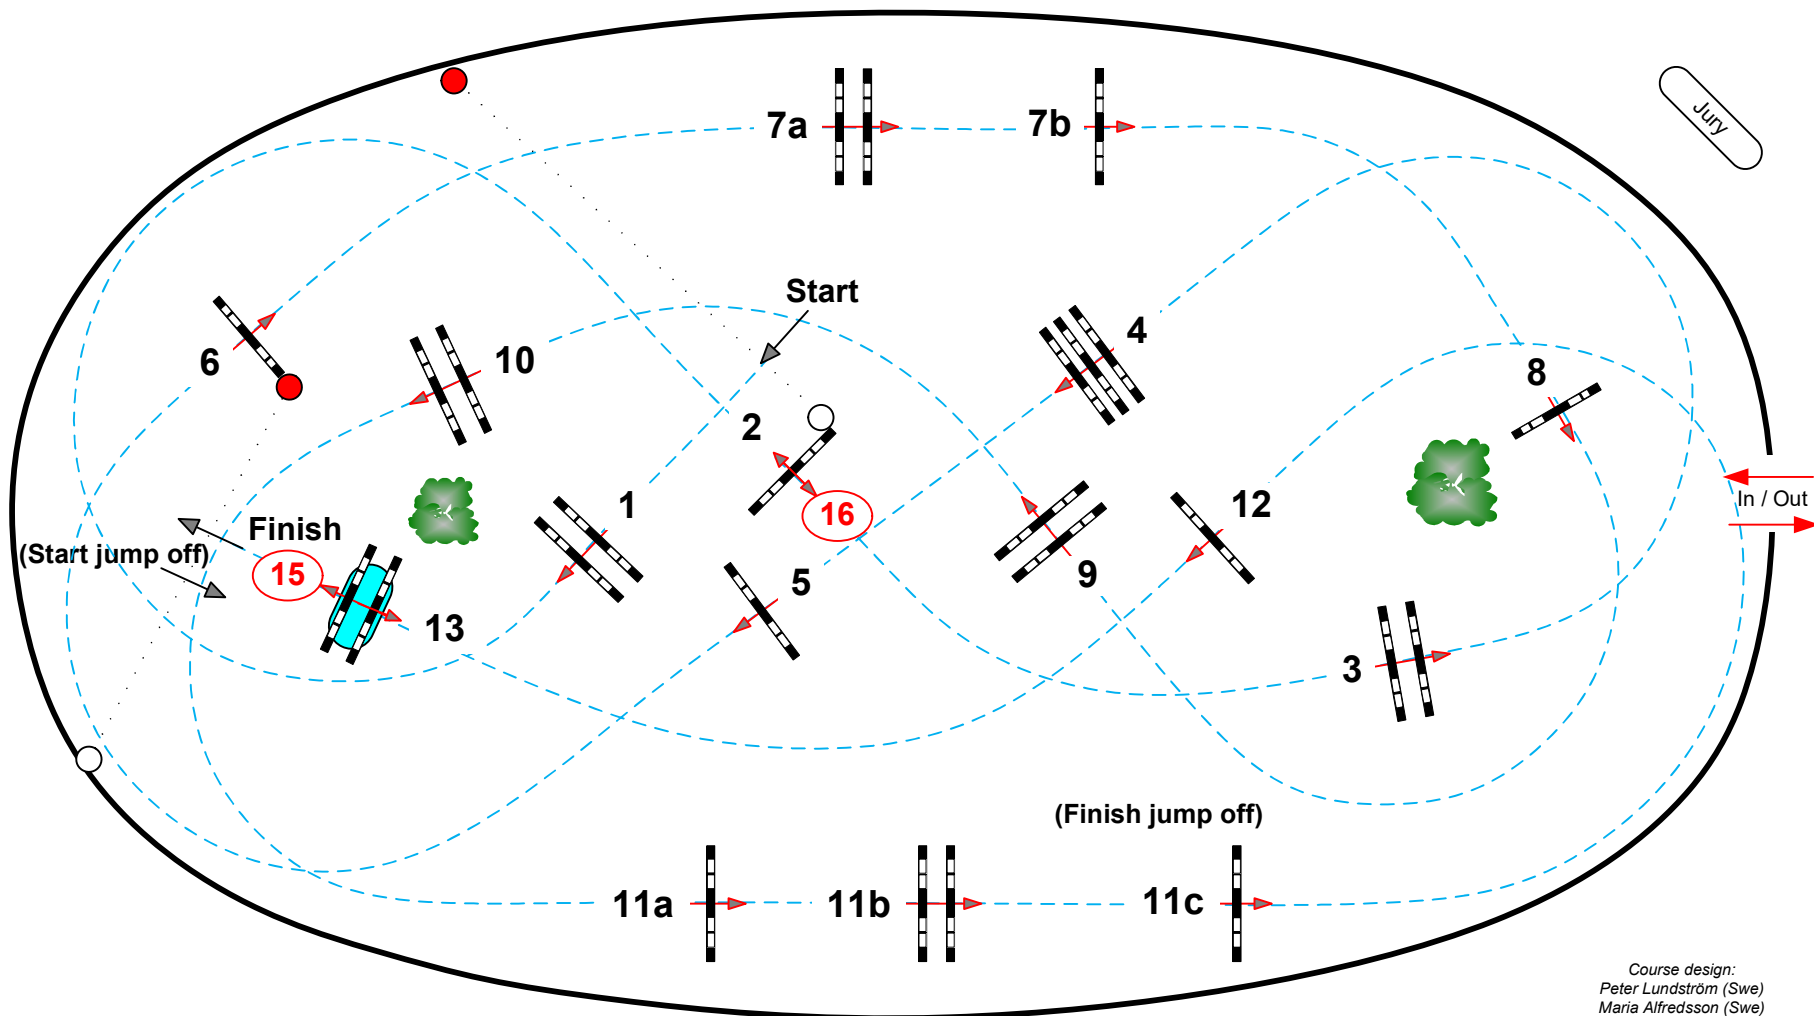 7a
7b
Jury
Start
4
6
10
8
2
1
16
12
In / Out
Finish
(Start jump off)
15
5
9
13
3
(Finish jump off)
11a
11b
11c
Course design:
Peter Lundström (Swe)
Maria Alfredsson (Swe)